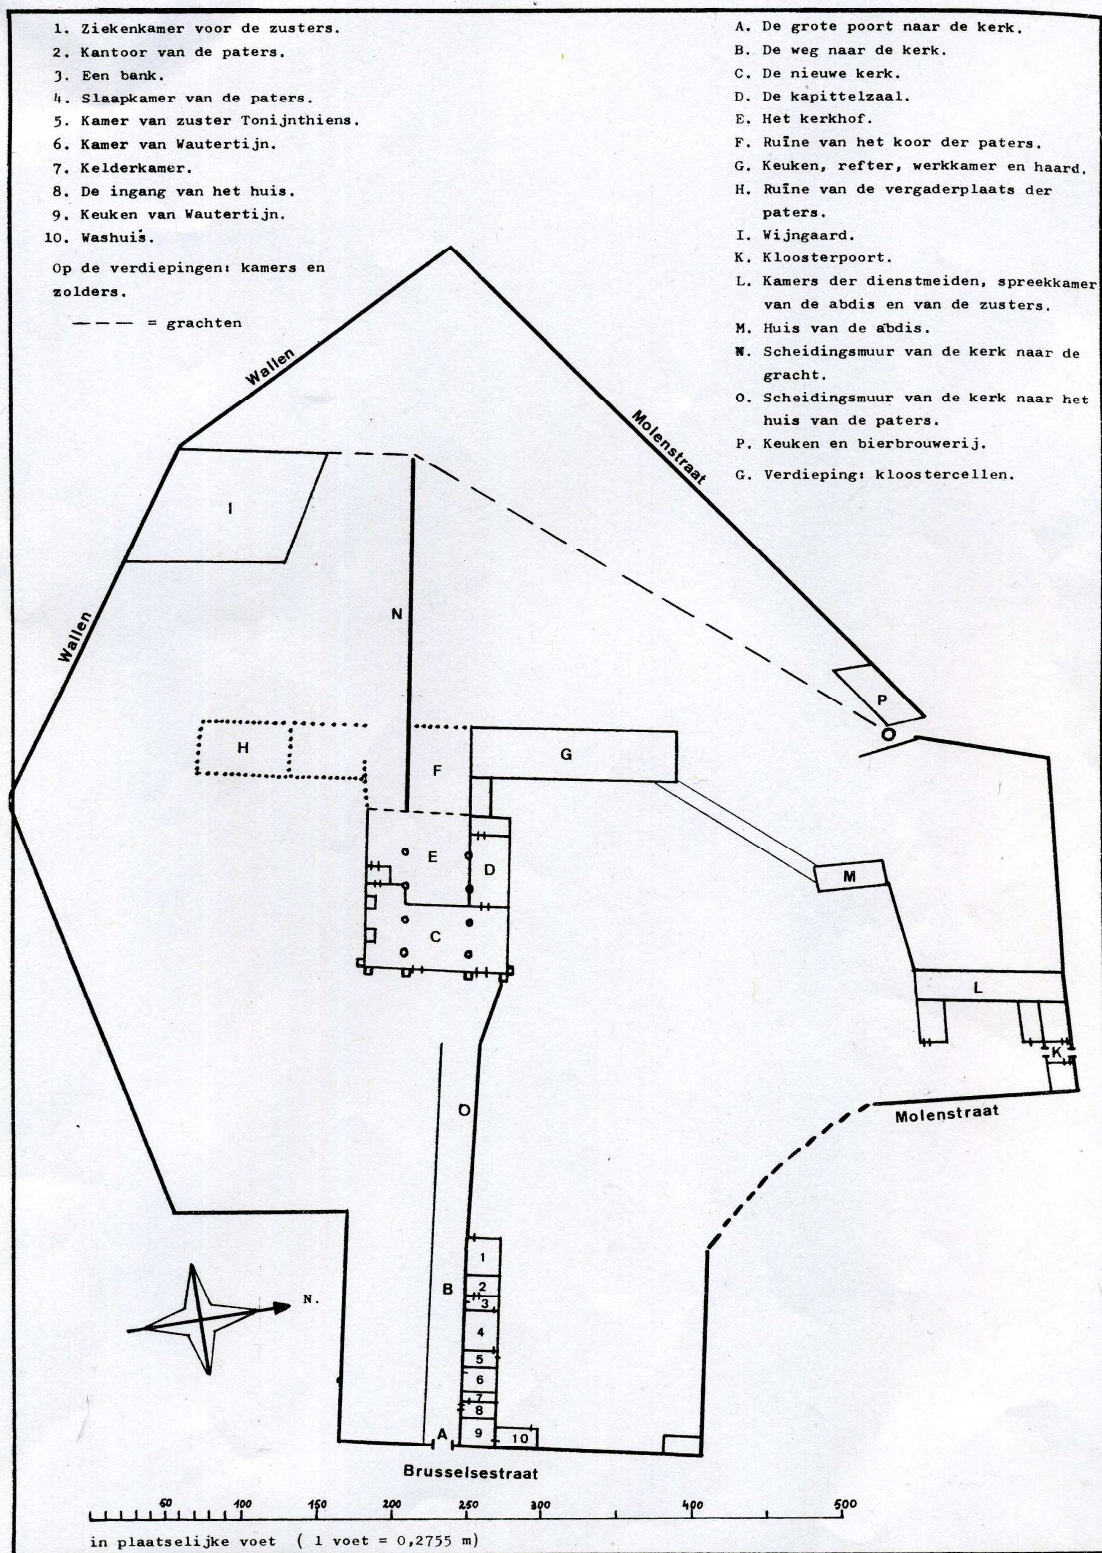 1. Ziekenkamer voor de zusters.
2. Kantoor van de paters.
3. Een bank.
4. Slaapkamer van de paters.
5. Kamer van zuster Tonijnthiens.
6. Kamer van Wautertijn.
7. Kelderkamer.
8. De ingang van het huis.
9. Keuken van Wautertijn.
10. Washuis.
Op de verdiepingen: kamers en
zolders.
---- = grachten
A. De grote poort naar de kerk.
B. De weg naar de kerk.
C. De nieuwe kerk.
D. De kapittelzaal.
E. Het kerkhof.
F. Ruïne van het koor der paters.
G. Keuken, refter, werkkamer en haard.
H. Ruïne van de vergaderplaats der
paters.
I. Wijngaard.
K. Kloosterpoort.
L. Kamers der dienstmeiden, spreekkamer
van de abdis en van de zusters.
M. Huis van de abdis.
N. Scheidingsmuur van de kerk naar de
gracht.
O. Scheidingsmuur van de kerk naar het
huis van de paters.
P. Keuken en bierbrouwerij.
G. Verdieping: kloostercellen.
Wallen
Molenstraat
I
Wallen
N
P
H
F
G
E
D
M
C
L
K
O
Molenstraat
1
B
2
3
N.
4
5
6
7
8
A
9
10
Brusselsestraat
50 100 150 200 250 300 400 500
in plaatselijke voet ( 1 voet = 0,2755 m)